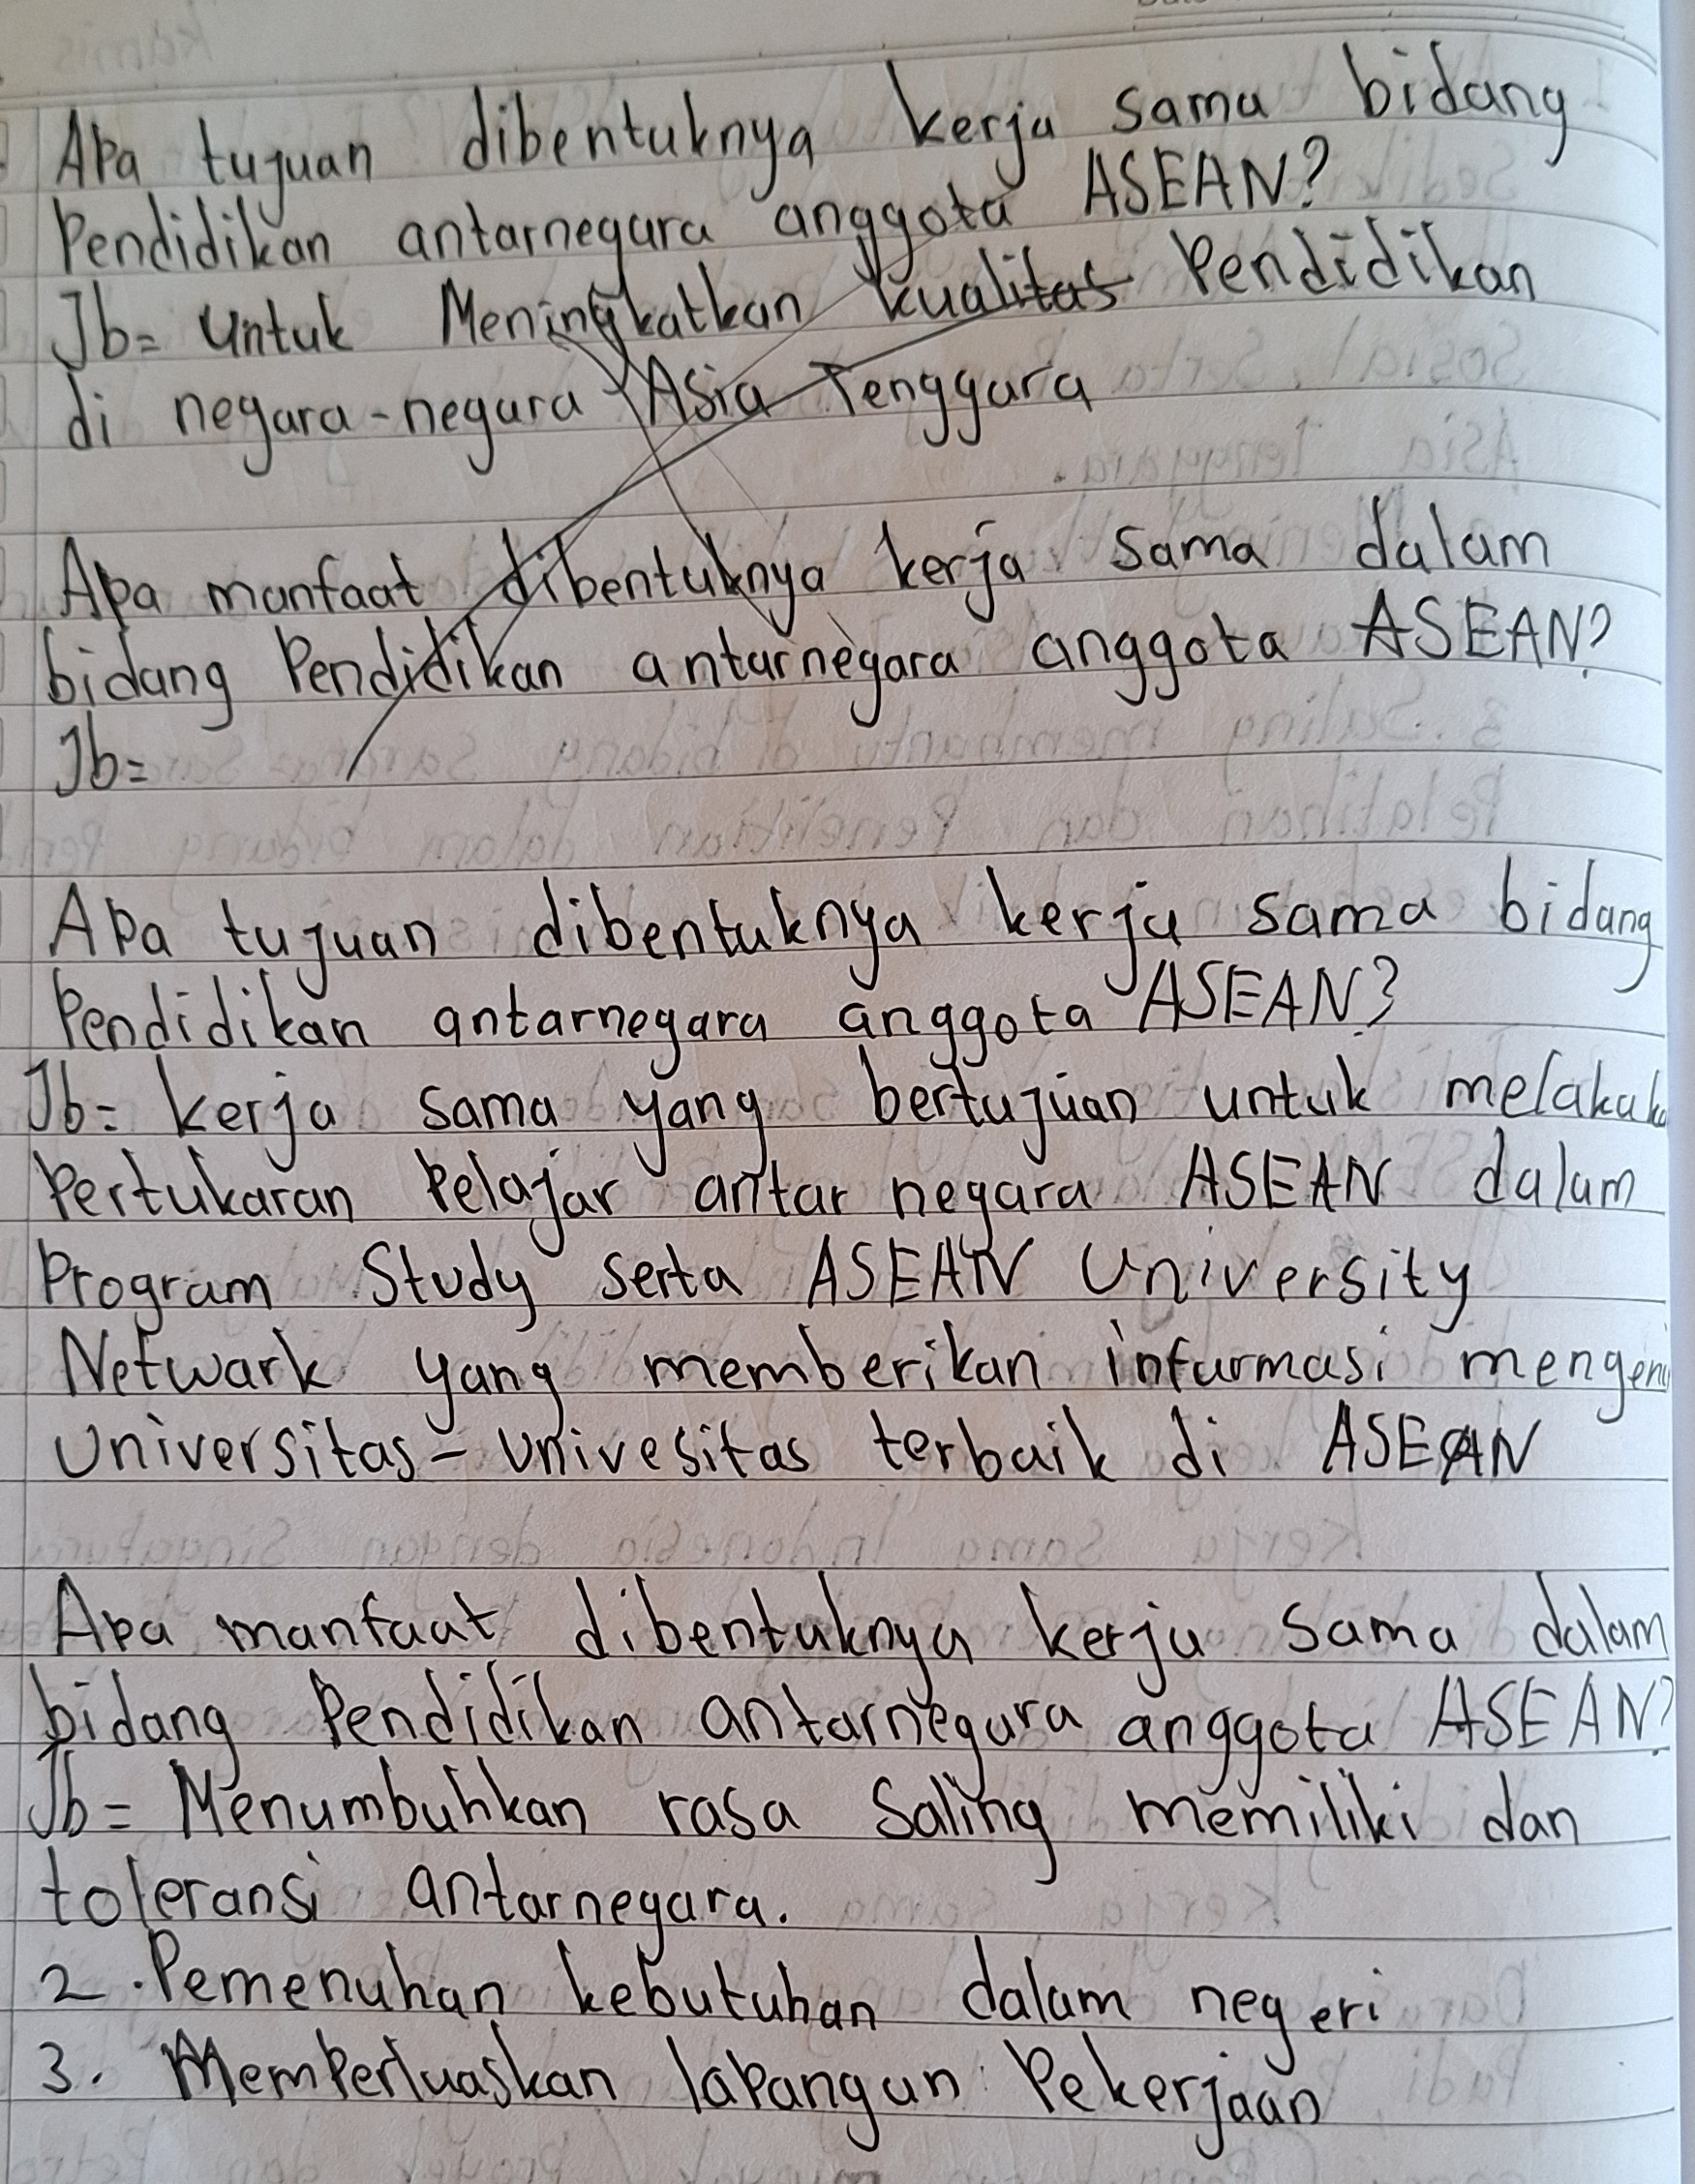 Apa tujuan dibentuknya kerja sama bidang
Pendidikan antarnegara anggota ASEAN?
Jb= Untuk Meningkatkan kualitas Pendidikan
di negara-negara Asia Tenggara
Apa manfaat dibentuknya kerja sama dalam
bidang Pendidikan antarnegara anggota ASEAN?
Jb=
Apa tujuan dibentuknya kerja sama bidang
Pendidikan antarnegara anggota ASEAN?
Jb= kerja sama yang bertujuan untuk
Pertukaran Pelajar antar negara ASEAN dalam
Program Study serta ASEAN University
Netwark yang memberikan infurmasi
Universitas-univesitas terbaik di ASEAN
Apa manfaat dibentuknya kerja sama dalam
bidang Pendidikan antarnegara anggota ASEAN?
Jb= Menumbuhkan rasa Saling memiliki dan
toleransi antarnegara.
2. Pemenuhan kebutuhan dalam negeri
3. Memperluaskan lapangan Pekerjaan